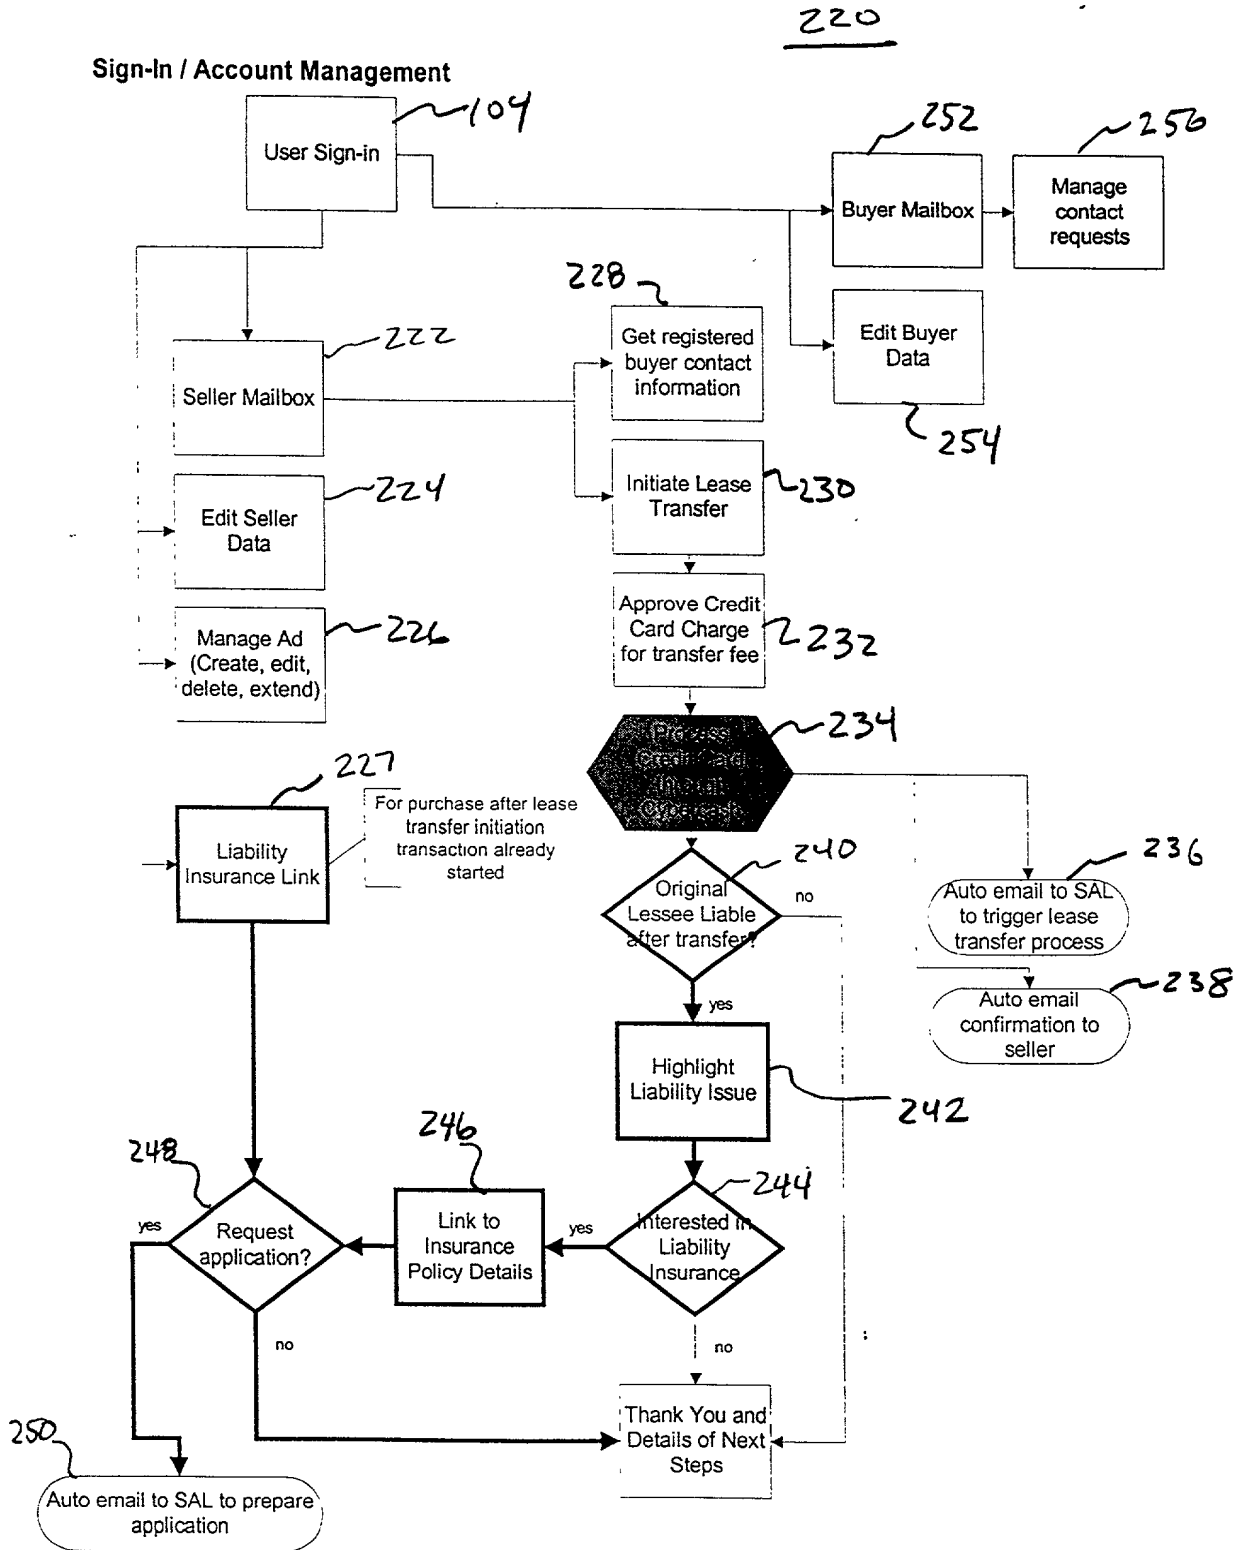 220
Sign-In / Account Management
104
User Sign-in
252
Buyer Mailbox
256
Manage
contact
requests
228
Get registered
buyer contact
information
Edit Buyer
Data
254
222
Seller Mailbox
230
Initiate Lease
Transfer
224
Edit Seller
Data
Approve Credit
Card Charge
for transfer fee
232
226
Manage Ad
(Create, edit,
delete, extend)
234
Process
Credit Card
227
Liability
Insurance Link
For purchase after lease
transfer initiation
transaction already
started
240
Original
Lessee Liable
after transfer?
no
yes
236
Auto email to SAL
to trigger lease
transfer process
238
Auto email
confirmation to
seller
Highlight
Liability Issue
242
244
Interested in
Liability
Insurance
yes
no
246
Link to
Insurance
Policy Details
248
Request
application?
yes
no
Thank You and
Details of Next
Steps
250
Auto email to SAL to prepare
application